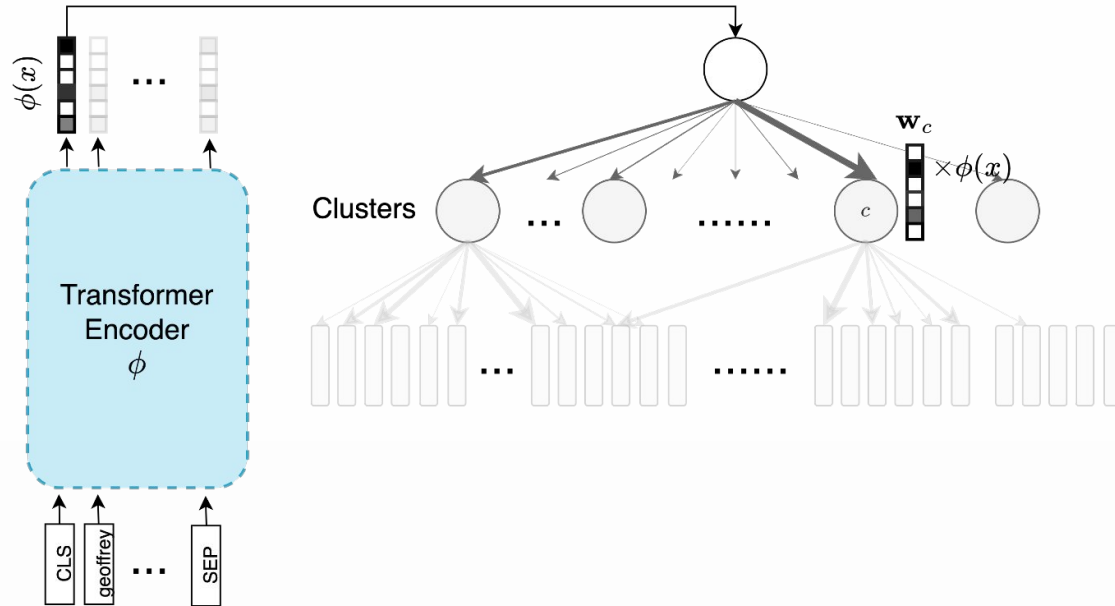 ϕ(x)
...
w_c
×ϕ(x)
Clusters
...
......
c
Transformer
Encoder
ϕ
...
......
CLS
geoffrey
...
SEP